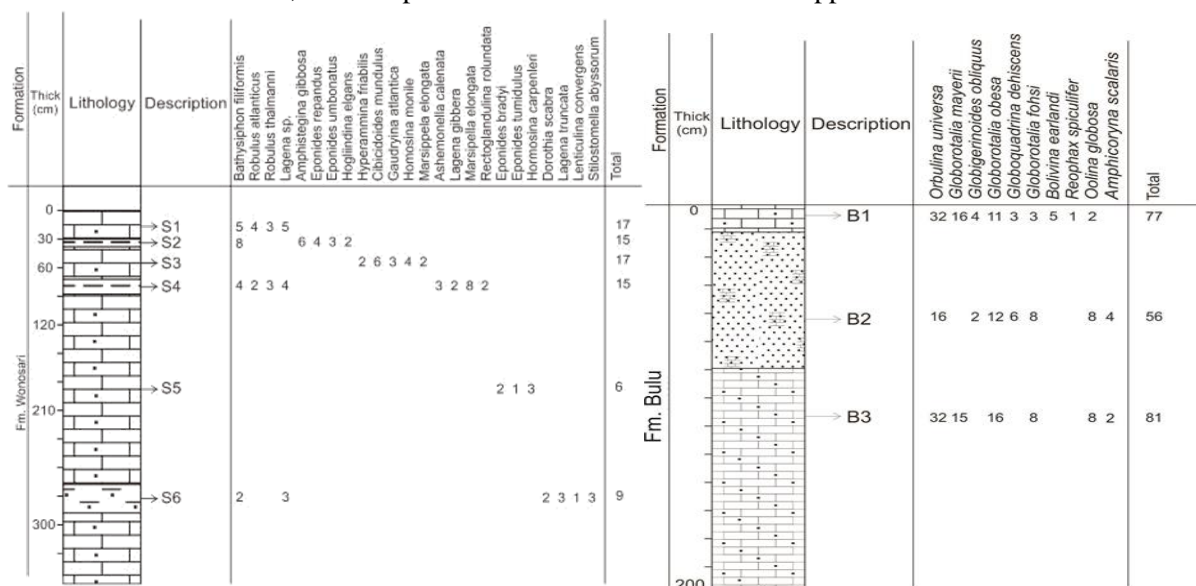 Formation
Thick (cm)
Lithology
Description
Bathysiphon filiformis
Robulus atlanticus
Robulus thalmanni
Lagena sp.
Amphistegina gibbosa
Eponides repandus
Eponides umbonatus
Hogliindina elgans
Hyperammina friabilis
Cibicidoides mundulus
Gaudryina atlantica
Homosina monile
Marsippela elongata
Ashemonella calenata
Lagena gibbera
Marsipella elongata
Rectoglandulina rolundata
Eponides bradyi
Eponides tumidulus
Hormosina carpenleri
Dorothia scabra
Lagena truncata
Lenticulina convergens
Stilostomella abyssorum
Total
0
S1 5 4 3 5 17
30 S2 8 6 4 3 2 15
S3 2 6 3 4 2 17
60
S4 4 2 3 4 3 2 8 2 15
120
S5 2 1 3 6
210
S6 2 3 2 3 1 3 9
300
Fm. Wonosari
Formation
Thick (cm)
Lithology
Description
Orbulina universa
Globorotalia mayerii
Globigerinoides obliquus
Globorotalia obesa
Globoquadrina dehiscens
Globorotalia fohsi
Bolivina earlandi
Reophax spiculifer
Oolina globosa
Amphicoryna scalaris
Total
0 B1 32 16 4 11 3 3 5 1 2 77
B2 16 2 12 6 8 8 4 56
B3 32 15 16 8 8 2 81
Fm. Bulu
200